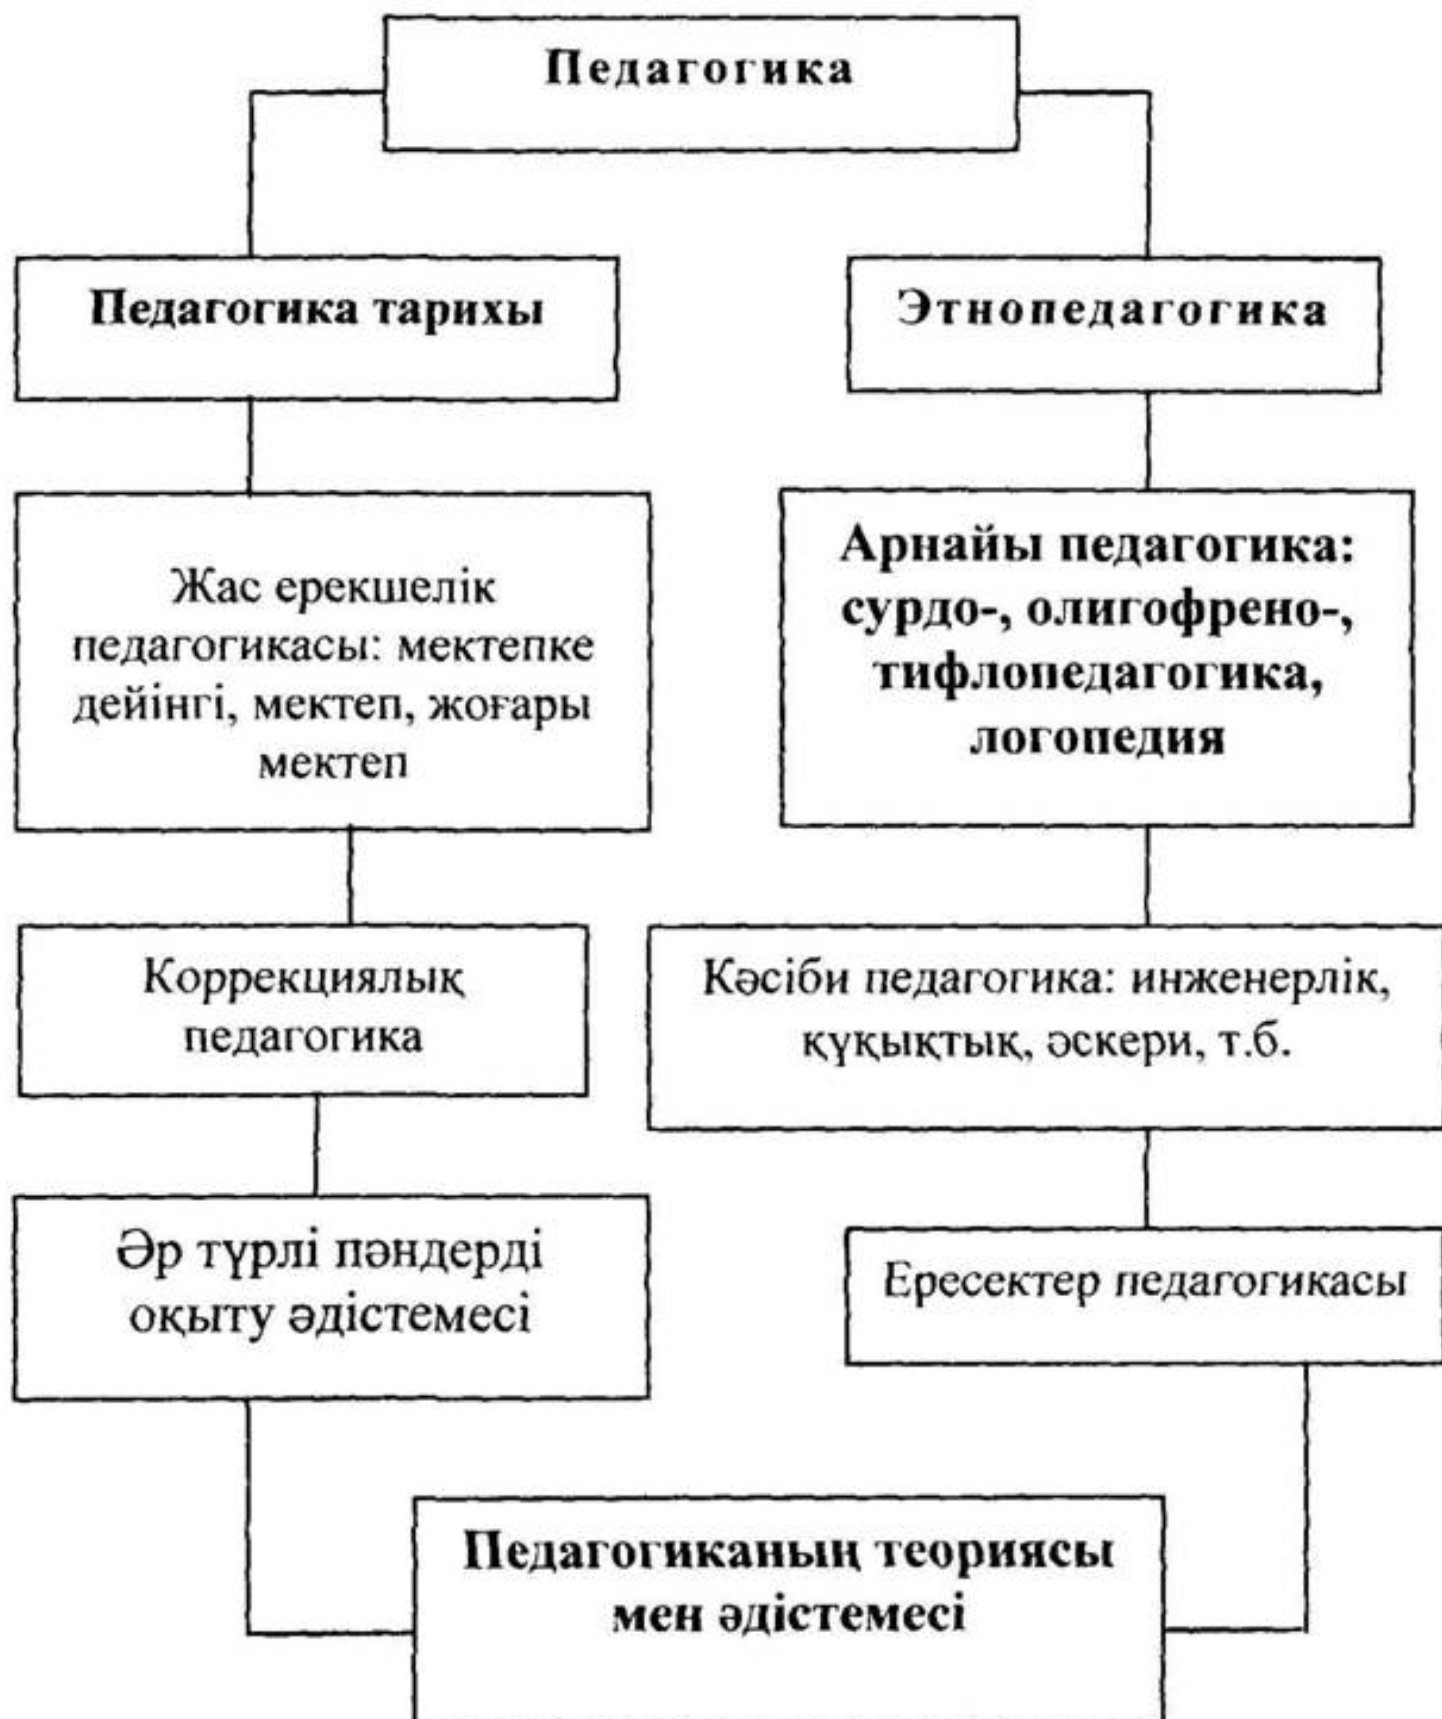 Педагогика
Педагогика тарихы
Этнопедагогика
Жас ерекшелік
педагогикасы: мектепке
дейінгі, мектеп, жоғары
мектеп
Арнайы педагогика:
сурдо-, олигофрено-,
тифлопедагогика,
логопедия
Коррекциялық
педагогика
Кәсіби педагогика: инженерлік,
құқықтық, әскери, т.б.
Әр түрлі пәндерді
оқыту әдістемесі
Ересектер педагогикасы
Педагогиканың теориясы
мен әдістемесі